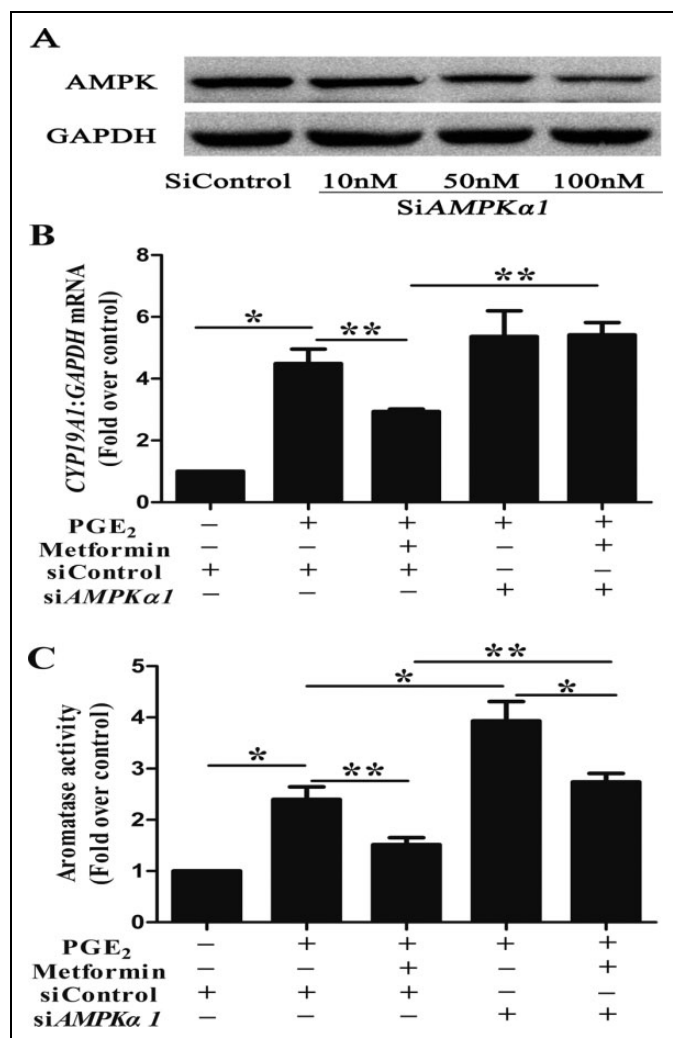 A
AMPK
GAPDH
SiControl 10nM 50nM 100nM
SiAMPKα1
B
CYP19A1:GAPDH mRNA
(Fold over control)
8
6
4
2
0
* ** **
PGE₂ – + + + +
Metformin – – + – +
siControl + + + – –
siAMPKα1 – – – + +
C
Aromatase activity
(Fold over control)
5
4
3
2
1
0
* ** * ** *
PGE₂ – + + + +
Metformin – – + – +
siControl + + + – –
siAMPKα 1 – – – + +